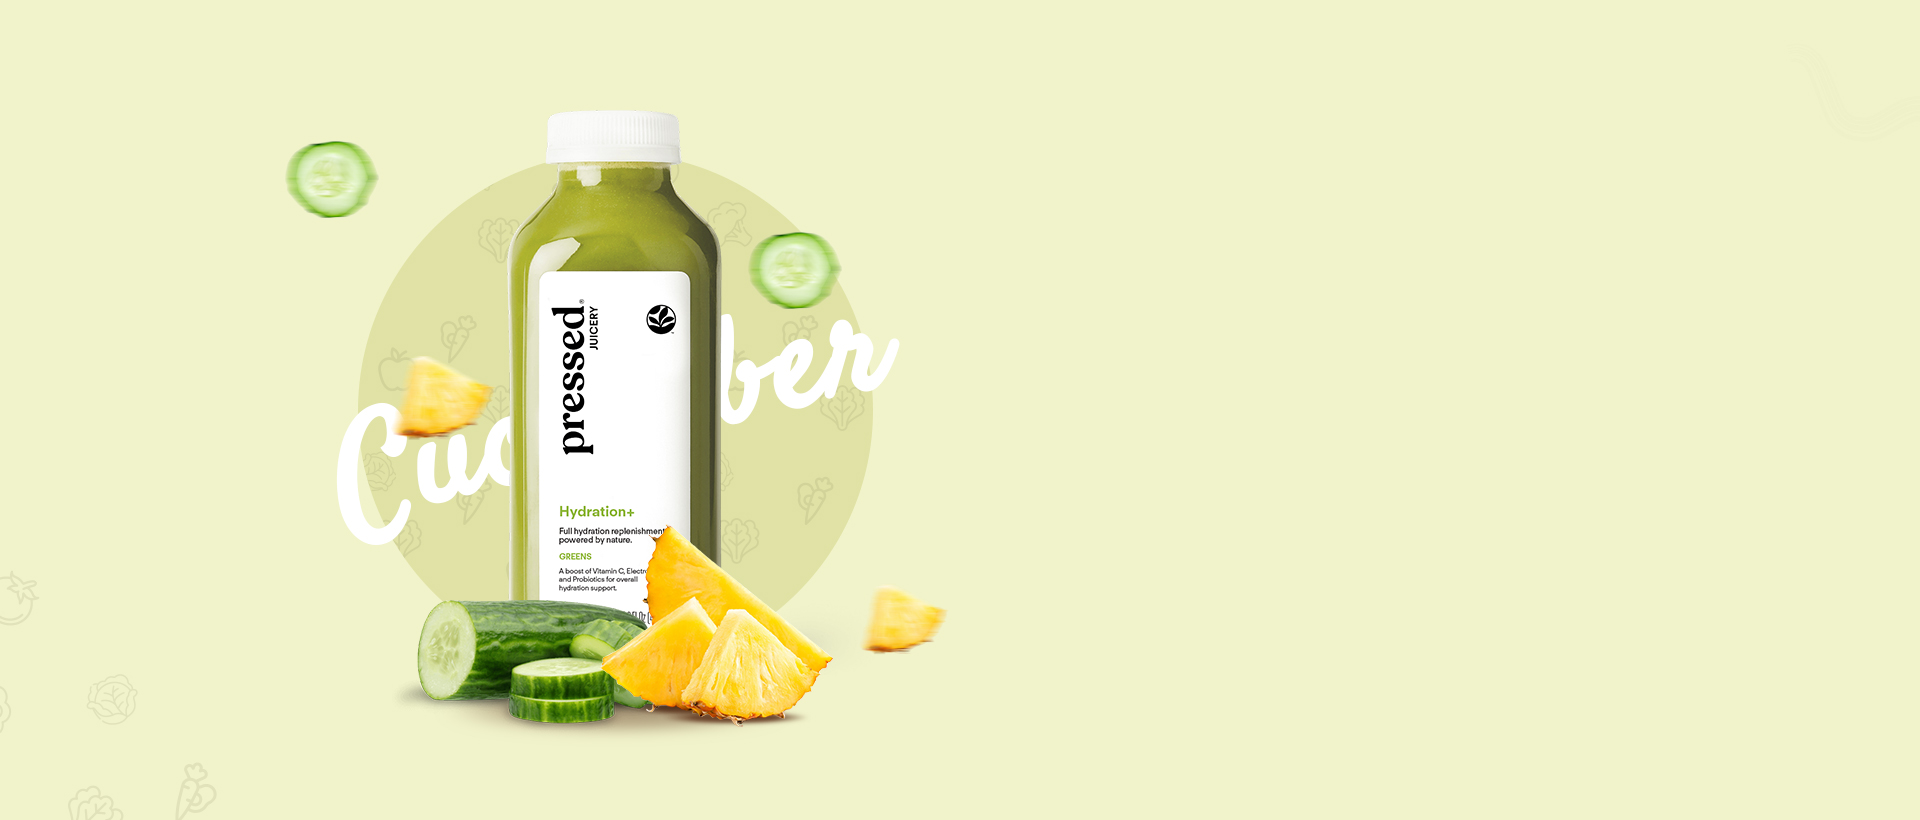 pressed®
JUICERY
Hydration+
Full hydration replenishment
powered by nature.
GREENS
A boost of Vitamin C,
and Probiotics for overall
hydration support.